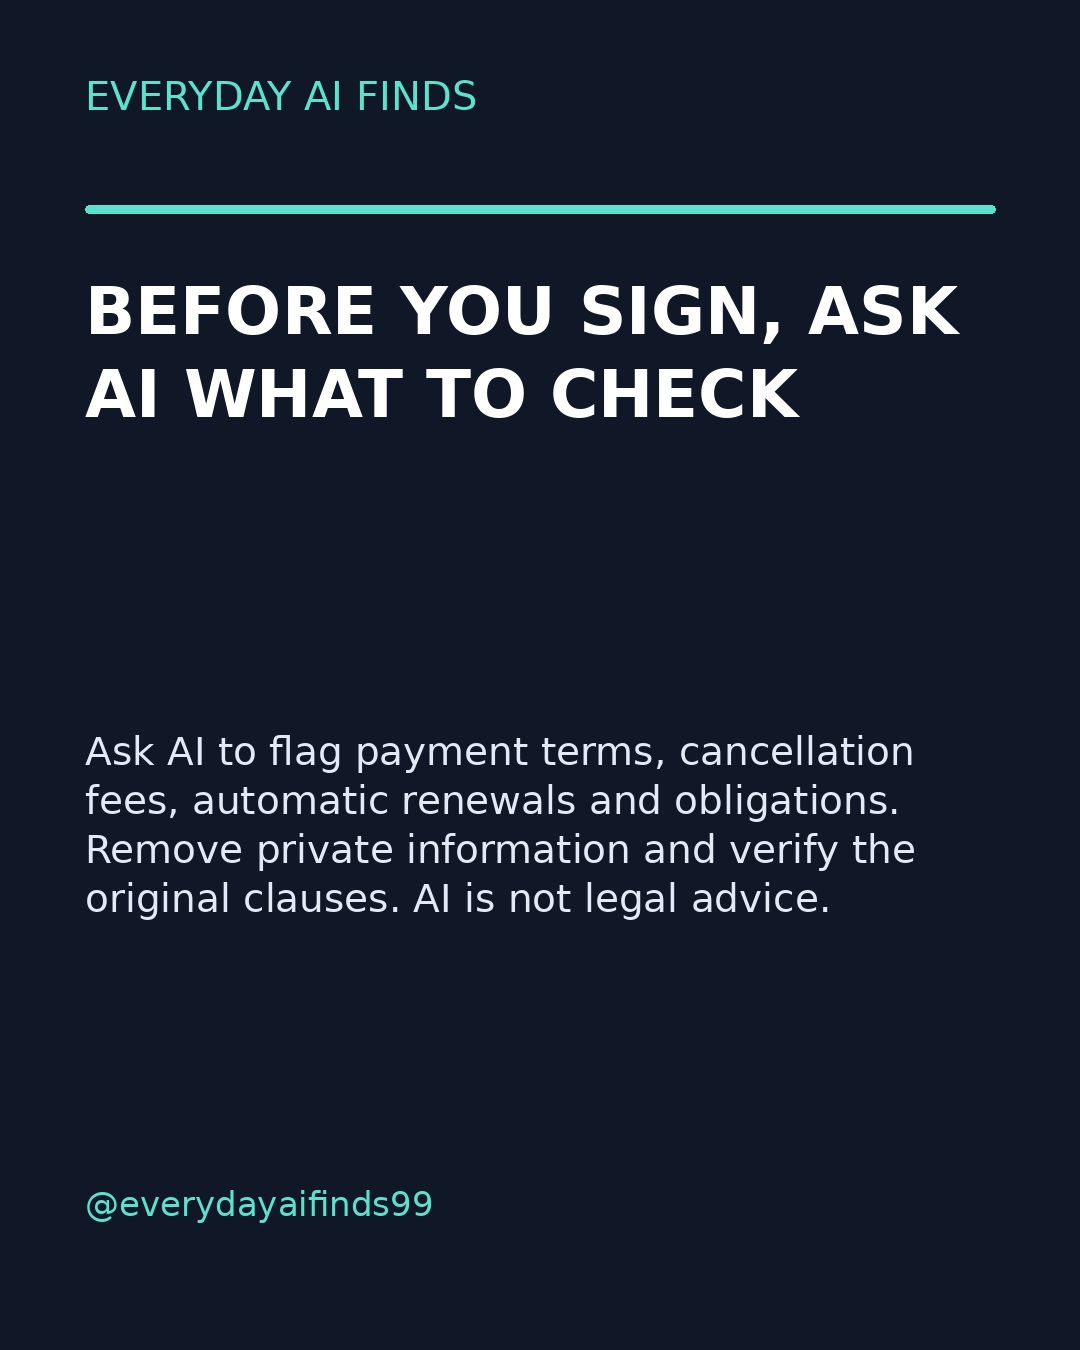 EVERYDAY AI FINDS
BEFORE YOU SIGN, ASK
AI WHAT TO CHECK
Ask AI to flag payment terms, cancellation
fees, automatic renewals and obligations.
Remove private information and verify the
original clauses. AI is not legal advice.
@everydayaifinds99